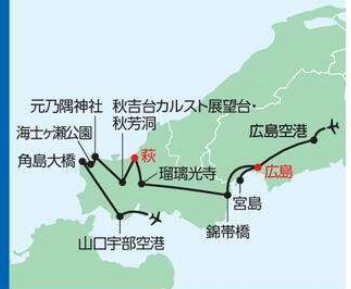 元乃隅神社
秋吉台カルスト展望台・
秋芳洞
海士ヶ瀬公園
角島大橋
萩
瑠璃光寺
広島空港
広島
宮島
錦帯橋
山口宇部空港